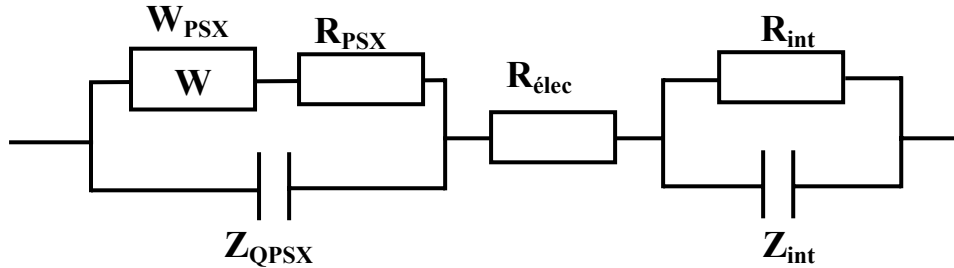 W_PSX
R_PSX
W
R_élec
Z_QPSX
R_int
Z_int